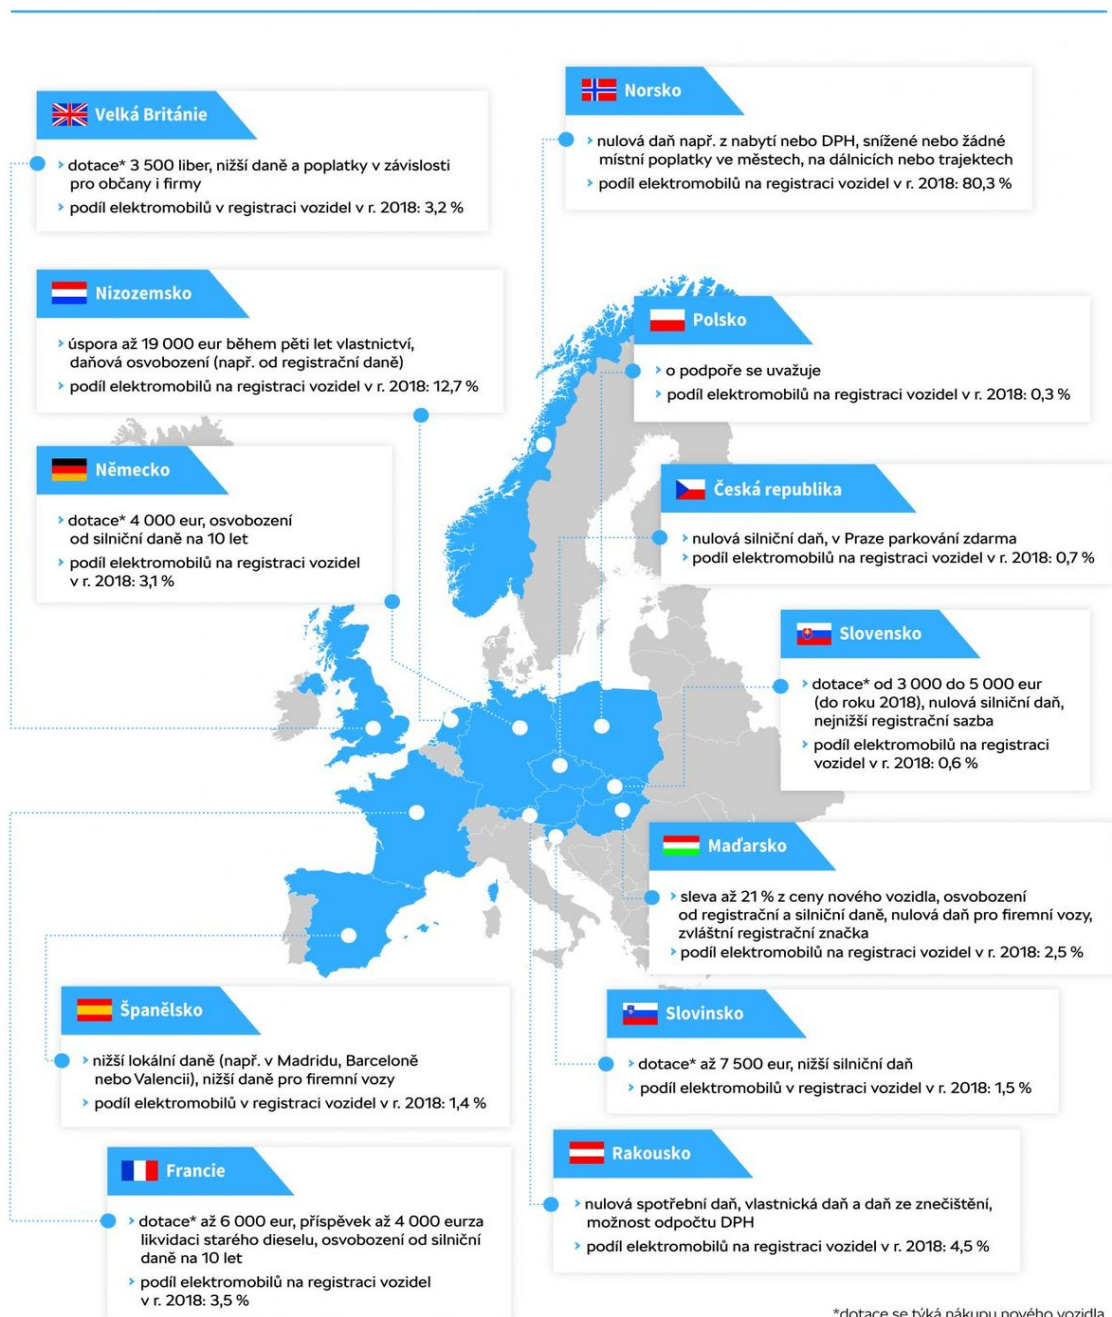 Velká Británie
dotace* 3 500 liber, nižší daně a poplatky v závislosti
pro občany i firmy
podíl elektromobilů v registraci vozidel v r. 2018: 3,2 %
Norsko
nulová daň např. z nabytí nebo DPH, snížené nebo žádné
místní poplatky ve městech, na dálnicích nebo trajektech
podíl elektromobilů na registraci vozidel v r. 2018: 80,3 %
Nizozemsko
úspora až 19 000 eur během pěti let vlastnictví,
daňová osvobození (např. od registrační daně)
podíl elektromobilů na registraci vozidel v r. 2018: 12,7 %
Polsko
o podpoře se uvažuje
podíl elektromobilů na registraci vozidel v r. 2018: 0,3 %
Německo
dotace* 4 000 eur, osvobození
od silniční daně na 10 let
podíl elektromobilů na registraci vozidel
v r. 2018: 3,1 %
Česká republika
nulová silniční daň, v Praze parkování zdarma
podíl elektromobilů na registraci vozidel v r. 2018: 0,7 %
Slovensko
dotace* od 3 000 do 5 000 eur
(do roku 2018), nulová silniční daň,
nejnižší registrační sazba
podíl elektromobilů na registraci
vozidel v r. 2018: 0,6 %
Maďarsko
sleva až 21 % z ceny nového vozidla, osvobození
od registrační a silniční daně, nulová daň pro firemní vozy,
zvláštní registrační značka
podíl elektromobilů na registraci vozidel v r. 2018: 2,5 %
Španělsko
nižší lokální daně (např. v Madridu, Barceloně
nebo Valencii), nižší daně pro firemní vozy
podíl elektromobilů v registraci vozidel v r. 2018: 1,4 %
Slovinsko
dotace* až 7 500 eur, nižší silniční daň
podíl elektromobilů v registraci vozidel v r. 2018: 1,5 %
Francie
dotace* až 6 000 eur, příspěvek až 4 000 eurza
likvidaci starého dieselu, osvobození od silniční
daně na 10 let
podíl elektromobilů na registraci vozidel
v r. 2018: 3,5 %
Rakousko
nulová spotřební daň, vlastnická daň a daň ze znečištění,
možnost odpočtu DPH
podíl elektromobilů na registraci vozidel v r. 2018: 4,5 %
*dotace se týká nákupu nového vozidla